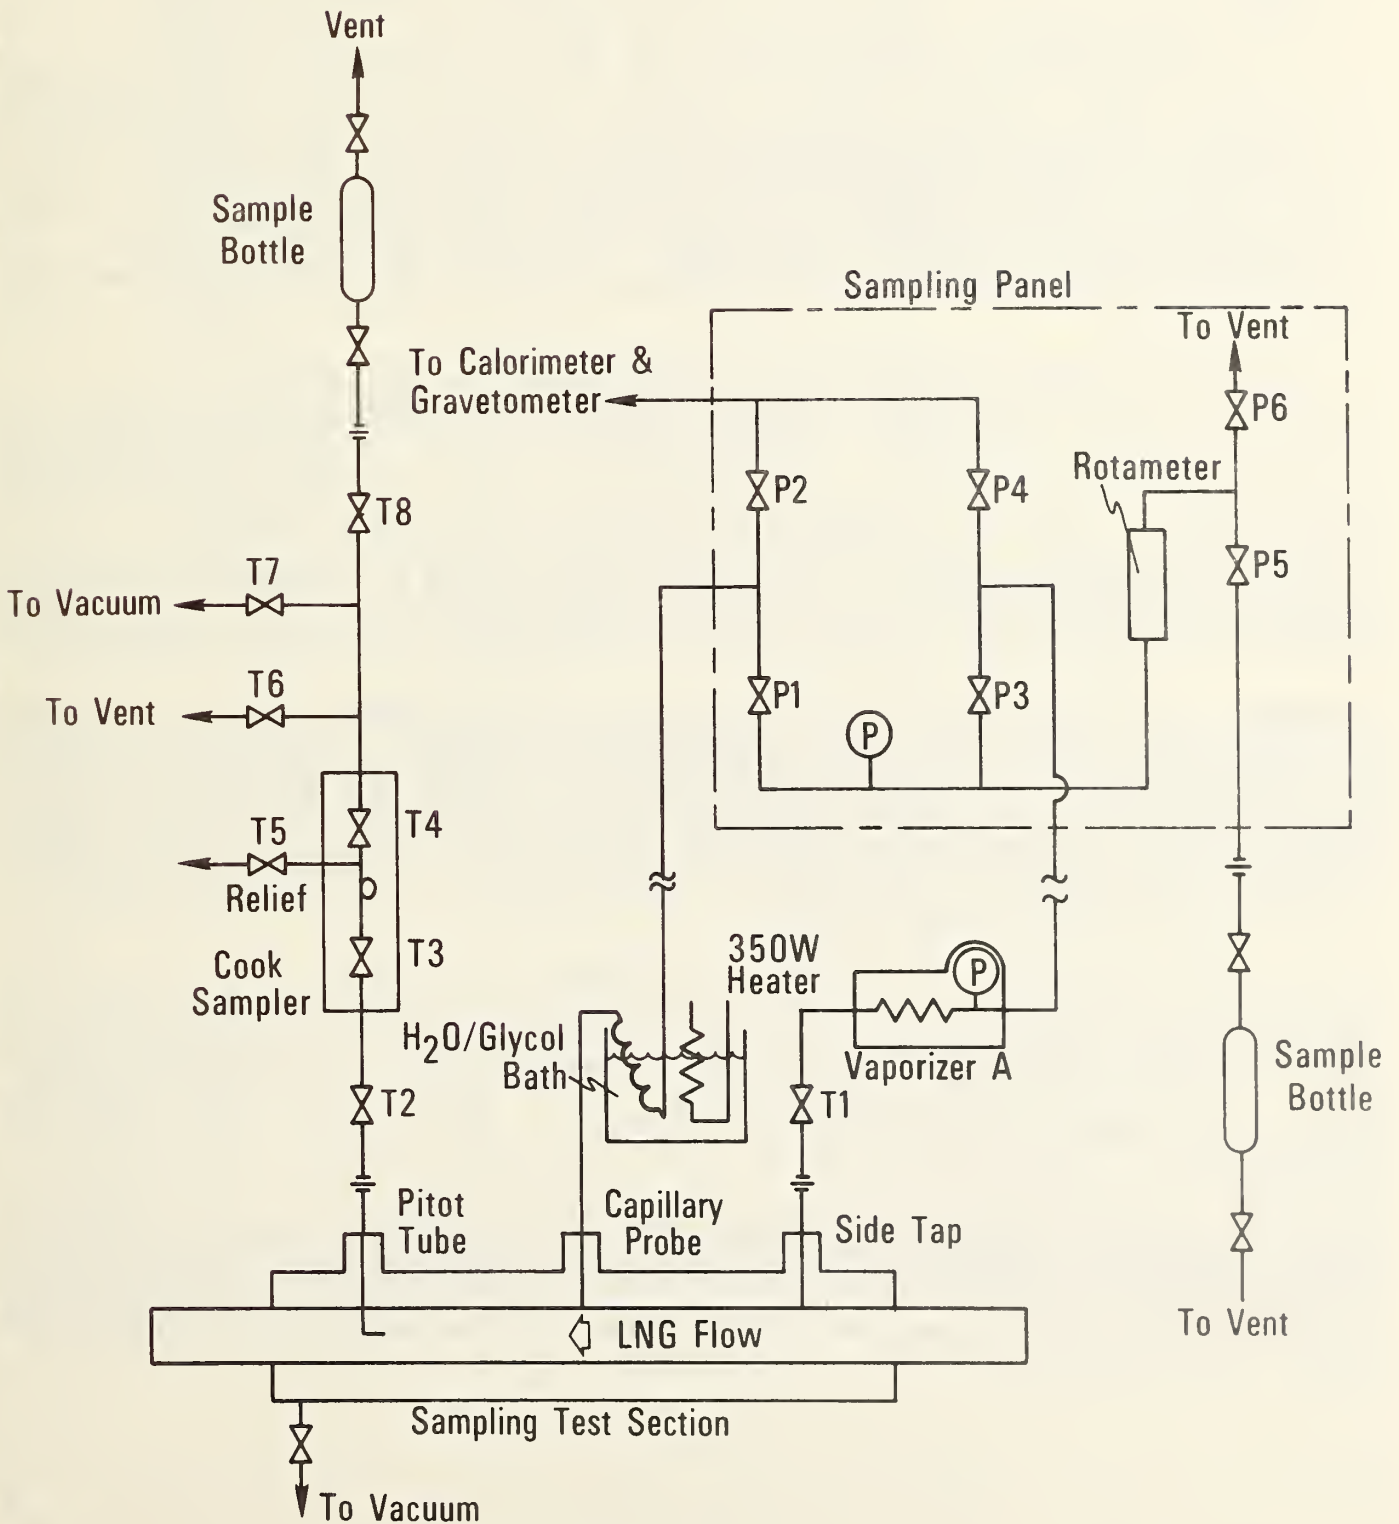 Vent
Sample
Bottle
Sampling Panel
To Vent
To Calorimeter &
Gravetometer
P6
Rotameter
P2
P4
T8
P5
T7
To Vacuum
T6
To Vent
P1
P3
P
T4
T5
Relief
T3
Cook
Sampler
350W
Heater
P
H2O/Glycol
Bath
Vaporizer A
Sample
Bottle
T2
T1
Pitot
Tube
Capillary
Probe
Side Tap
LNG Flow
To Vent
Sampling Test Section
To Vacuum